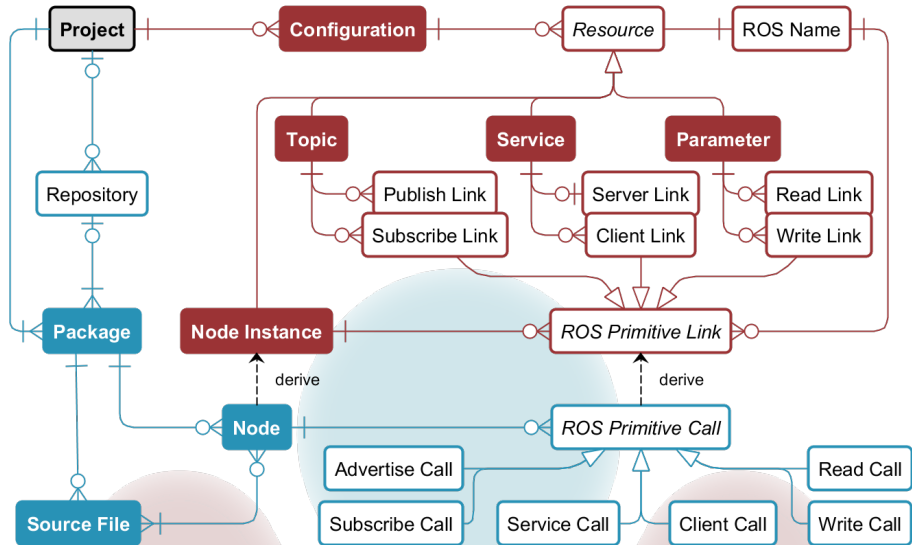 Project
Configuration
Resource
ROS Name
Topic
Service
Parameter
Repository
Publish Link
Server Link
Read Link
Subscribe Link
Client Link
Write Link
Package
Node Instance
ROS Primitive Link
derive
derive
Node
ROS Primitive Call
Advertise Call
Read Call
Source File
Subscribe Call
Service Call
Client Call
Write Call